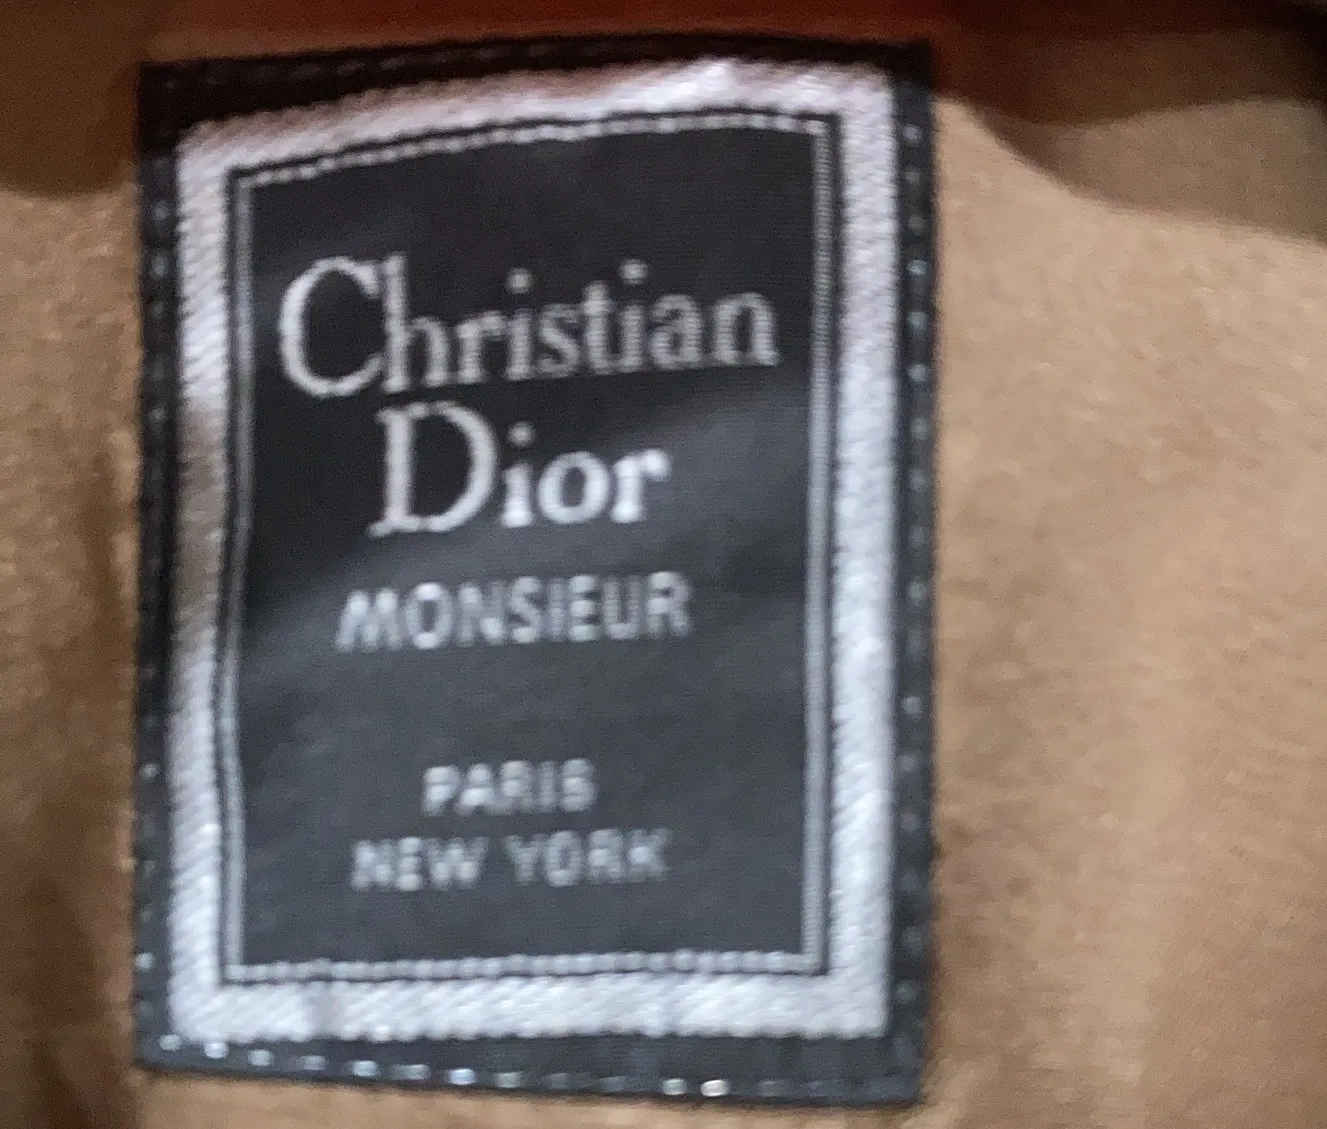 Christian
Dior
MONSIEUR
PARIS
NEW YORK